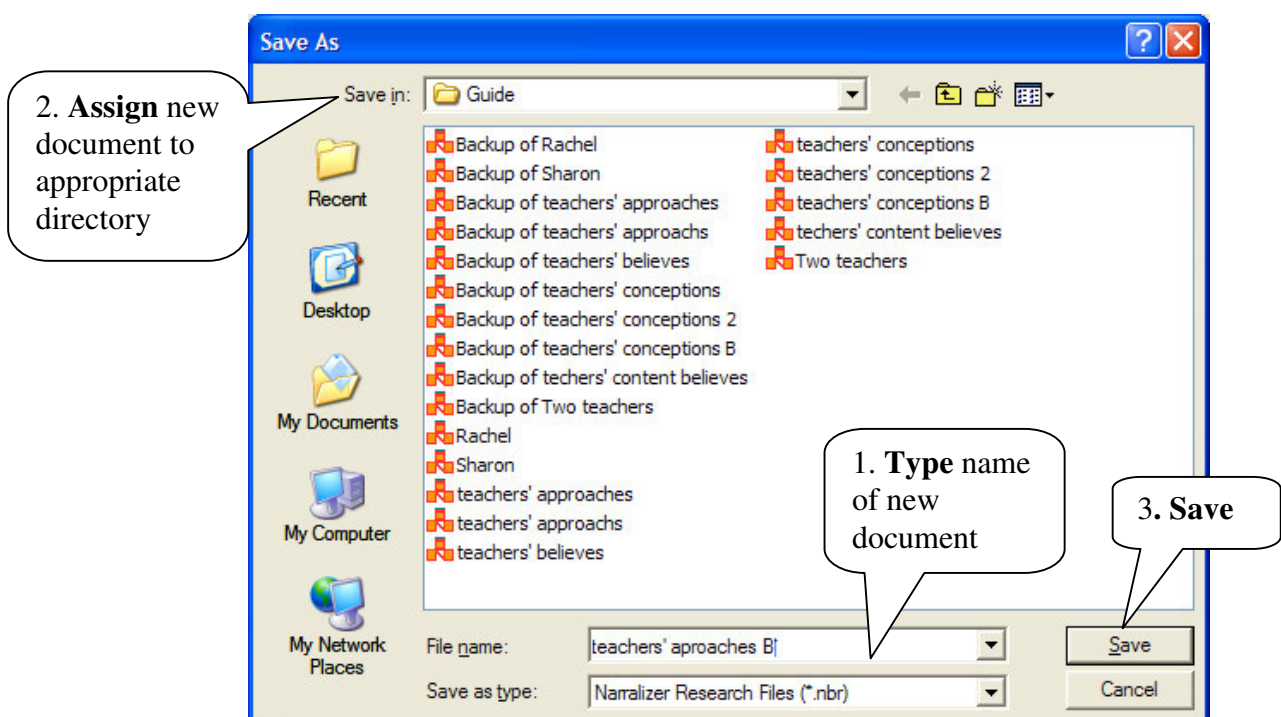 Save As
2. Assign new
document to
appropriate
directory
Save in:
Guide
Recent
Desktop
My Documents
My Computer
My Network
Places
Backup of Rachel
Backup of Sharon
Backup of teachers' approaches
Backup of teachers' approachs
Backup of teachers' believes
Backup of teachers' conceptions
Backup of teachers' conceptions 2
Backup of teachers' conceptions B
Backup of techers' content believes
Backup of Two teachers
Rachel
Sharon
teachers' approaches
teachers' approachs
teachers' believes
teachers' conceptions
teachers' conceptions 2
teachers' conceptions B
techers' content believes
Two teachers
1. Type name
of new
document
3. Save
File name:
teachers' aproaches B
Save
Save as type:
Narralizer Research Files (*.nbr)
Cancel